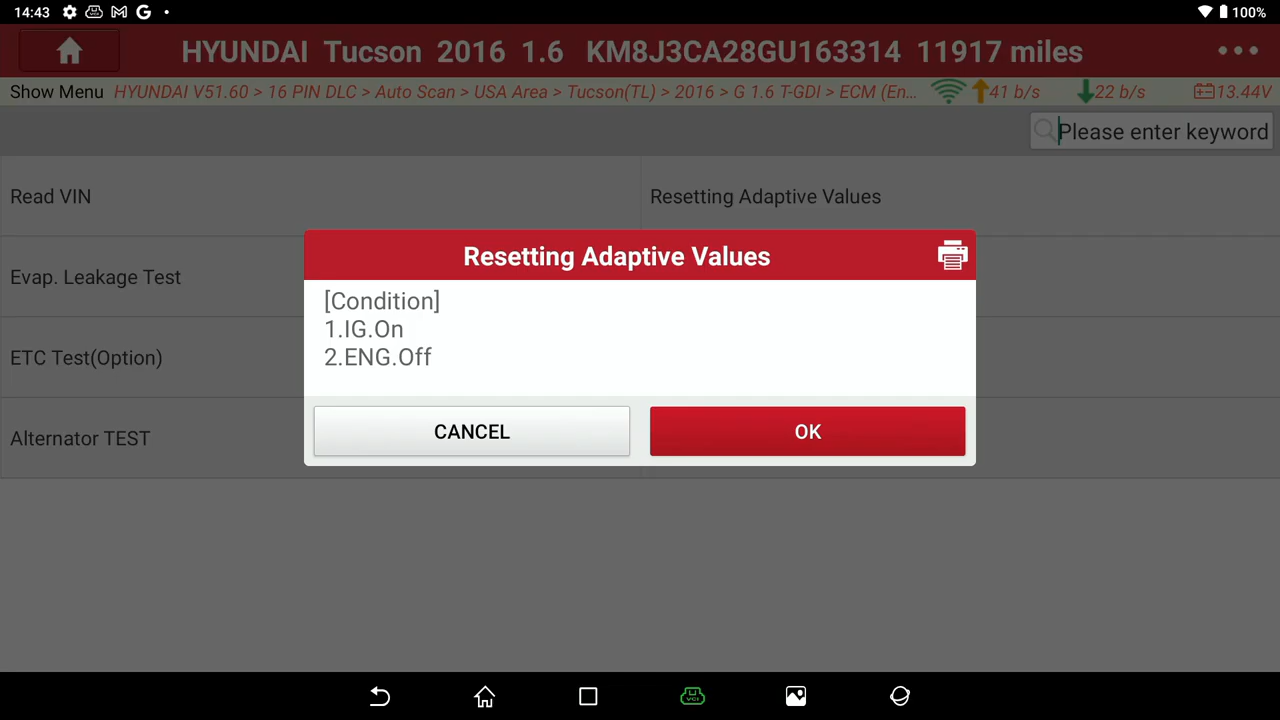 14:43
100%
HYUNDAI Tucson 2016 1.6 KM8J3CA28GU163314 11917 miles
Show Menu HYUNDAI V51.60 > 16 PIN DLC > Auto Scan > USA Area > Tucson(TL) > 2016 > G 1.6 T-GDI > ECM (En... 41 b/s 22 b/s 13.44V
Please enter keyword
Read VIN
Resetting Adaptive Values
Evap. Leakage Test
ETC Test(Option)
Alternator TEST
Resetting Adaptive Values
[Condition]
1.IG.On
2.ENG.Off
CANCEL
OK